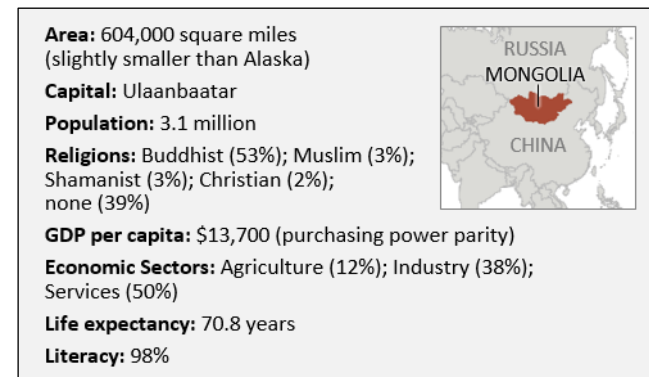 Area: 604,000 square miles
(slightly smaller than Alaska)
Capital: Ulaanbaatar
Population: 3.1 million
Religions: Buddhist (53%); Muslim (3%);
Shamanist (3%); Christian (2%);
none (39%)
GDP per capita: $13,700 (purchasing power parity)
Economic Sectors: Agriculture (12%); Industry (38%);
Services (50%)
Life expectancy: 70.8 years
Literacy: 98%
RUSSIA
MONGOLIA
CHINA